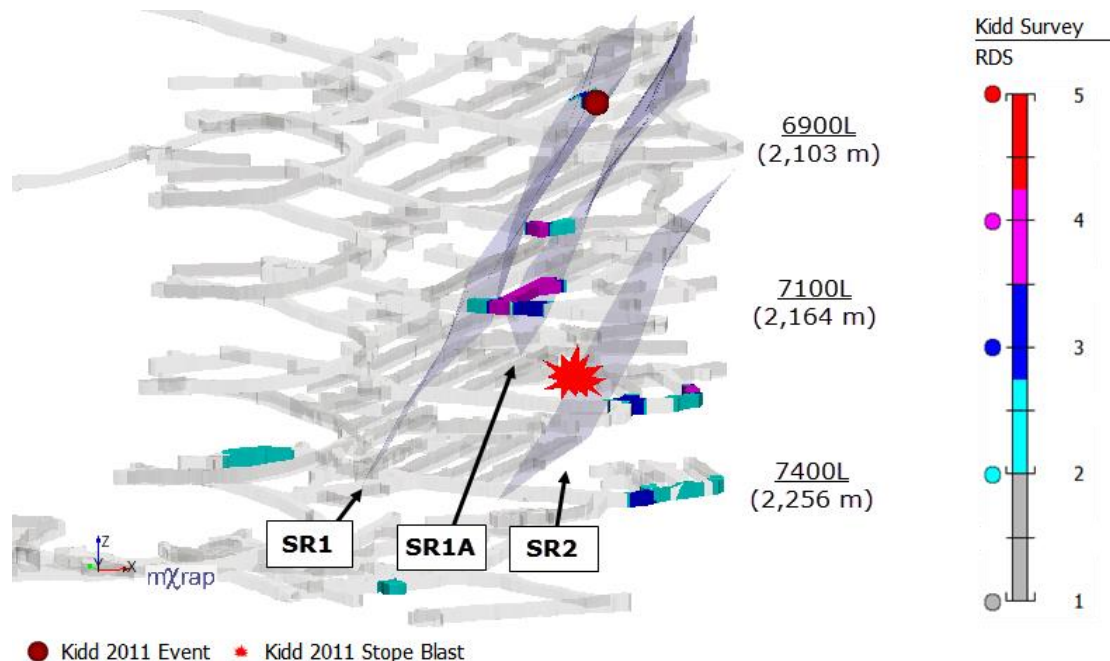 Kidd Survey
RDS
5
4
3
2
1
6900L
(2,103 m)
7100L
(2,164 m)
7400L
(2,256 m)
SR1
SR1A
SR2
Z
X
mχrap
Kidd 2011 Event
Kidd 2011 Stope Blast